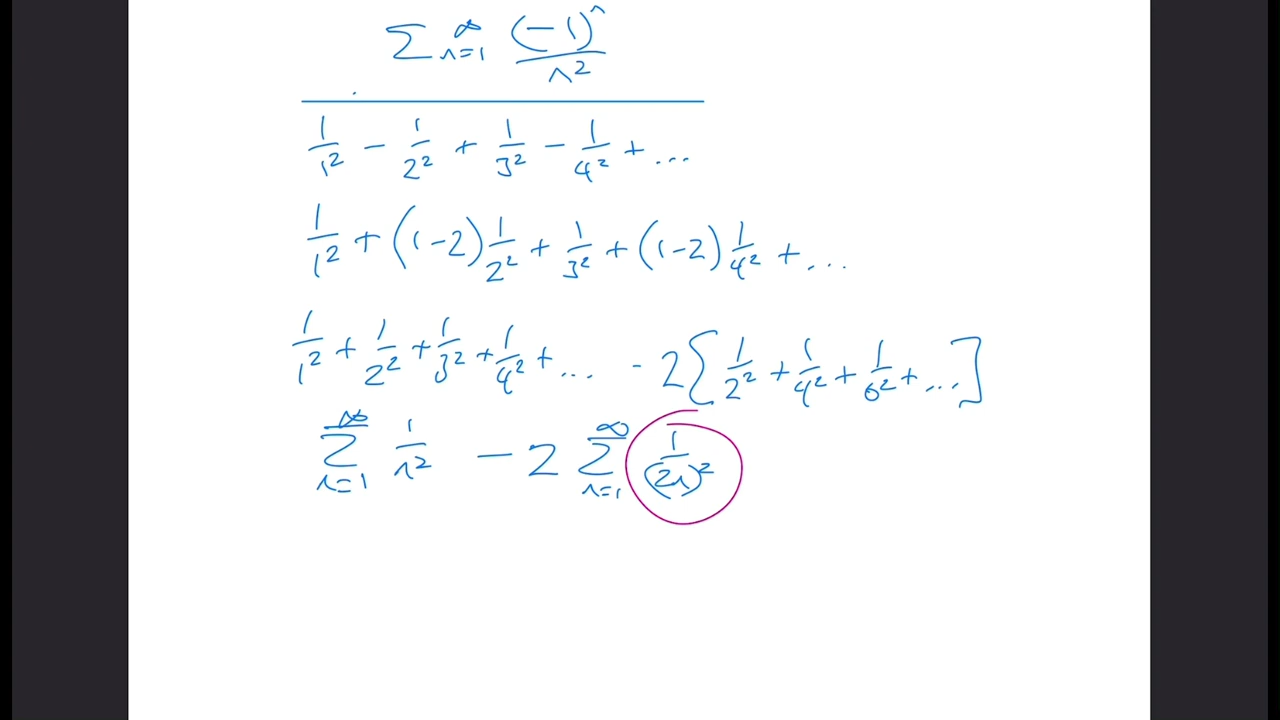 ∑ₙ₌₁^∞ (-1)ⁿ/n²
1/1² - 1/2² + 1/3² - 1/4² + ...
1/1² + (1-2) 1/2² + 1/3² + (1-2) 1/4² + ...
1/1² + 1/2² + 1/3² + 1/4² + ... - 2[1/2² + 1/4² + 1/6² + ...]
∑ₙ₌₁^∞ 1/n² - 2 ∑ₙ₌₁^∞ 1/(2n)²